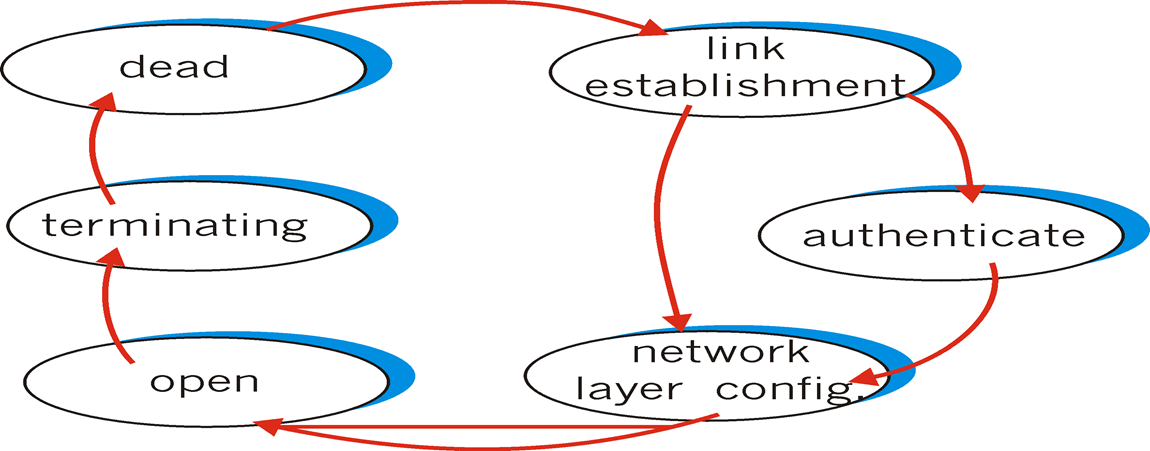 dead
link
establishment
terminating
authenticate
network
layer config.
open